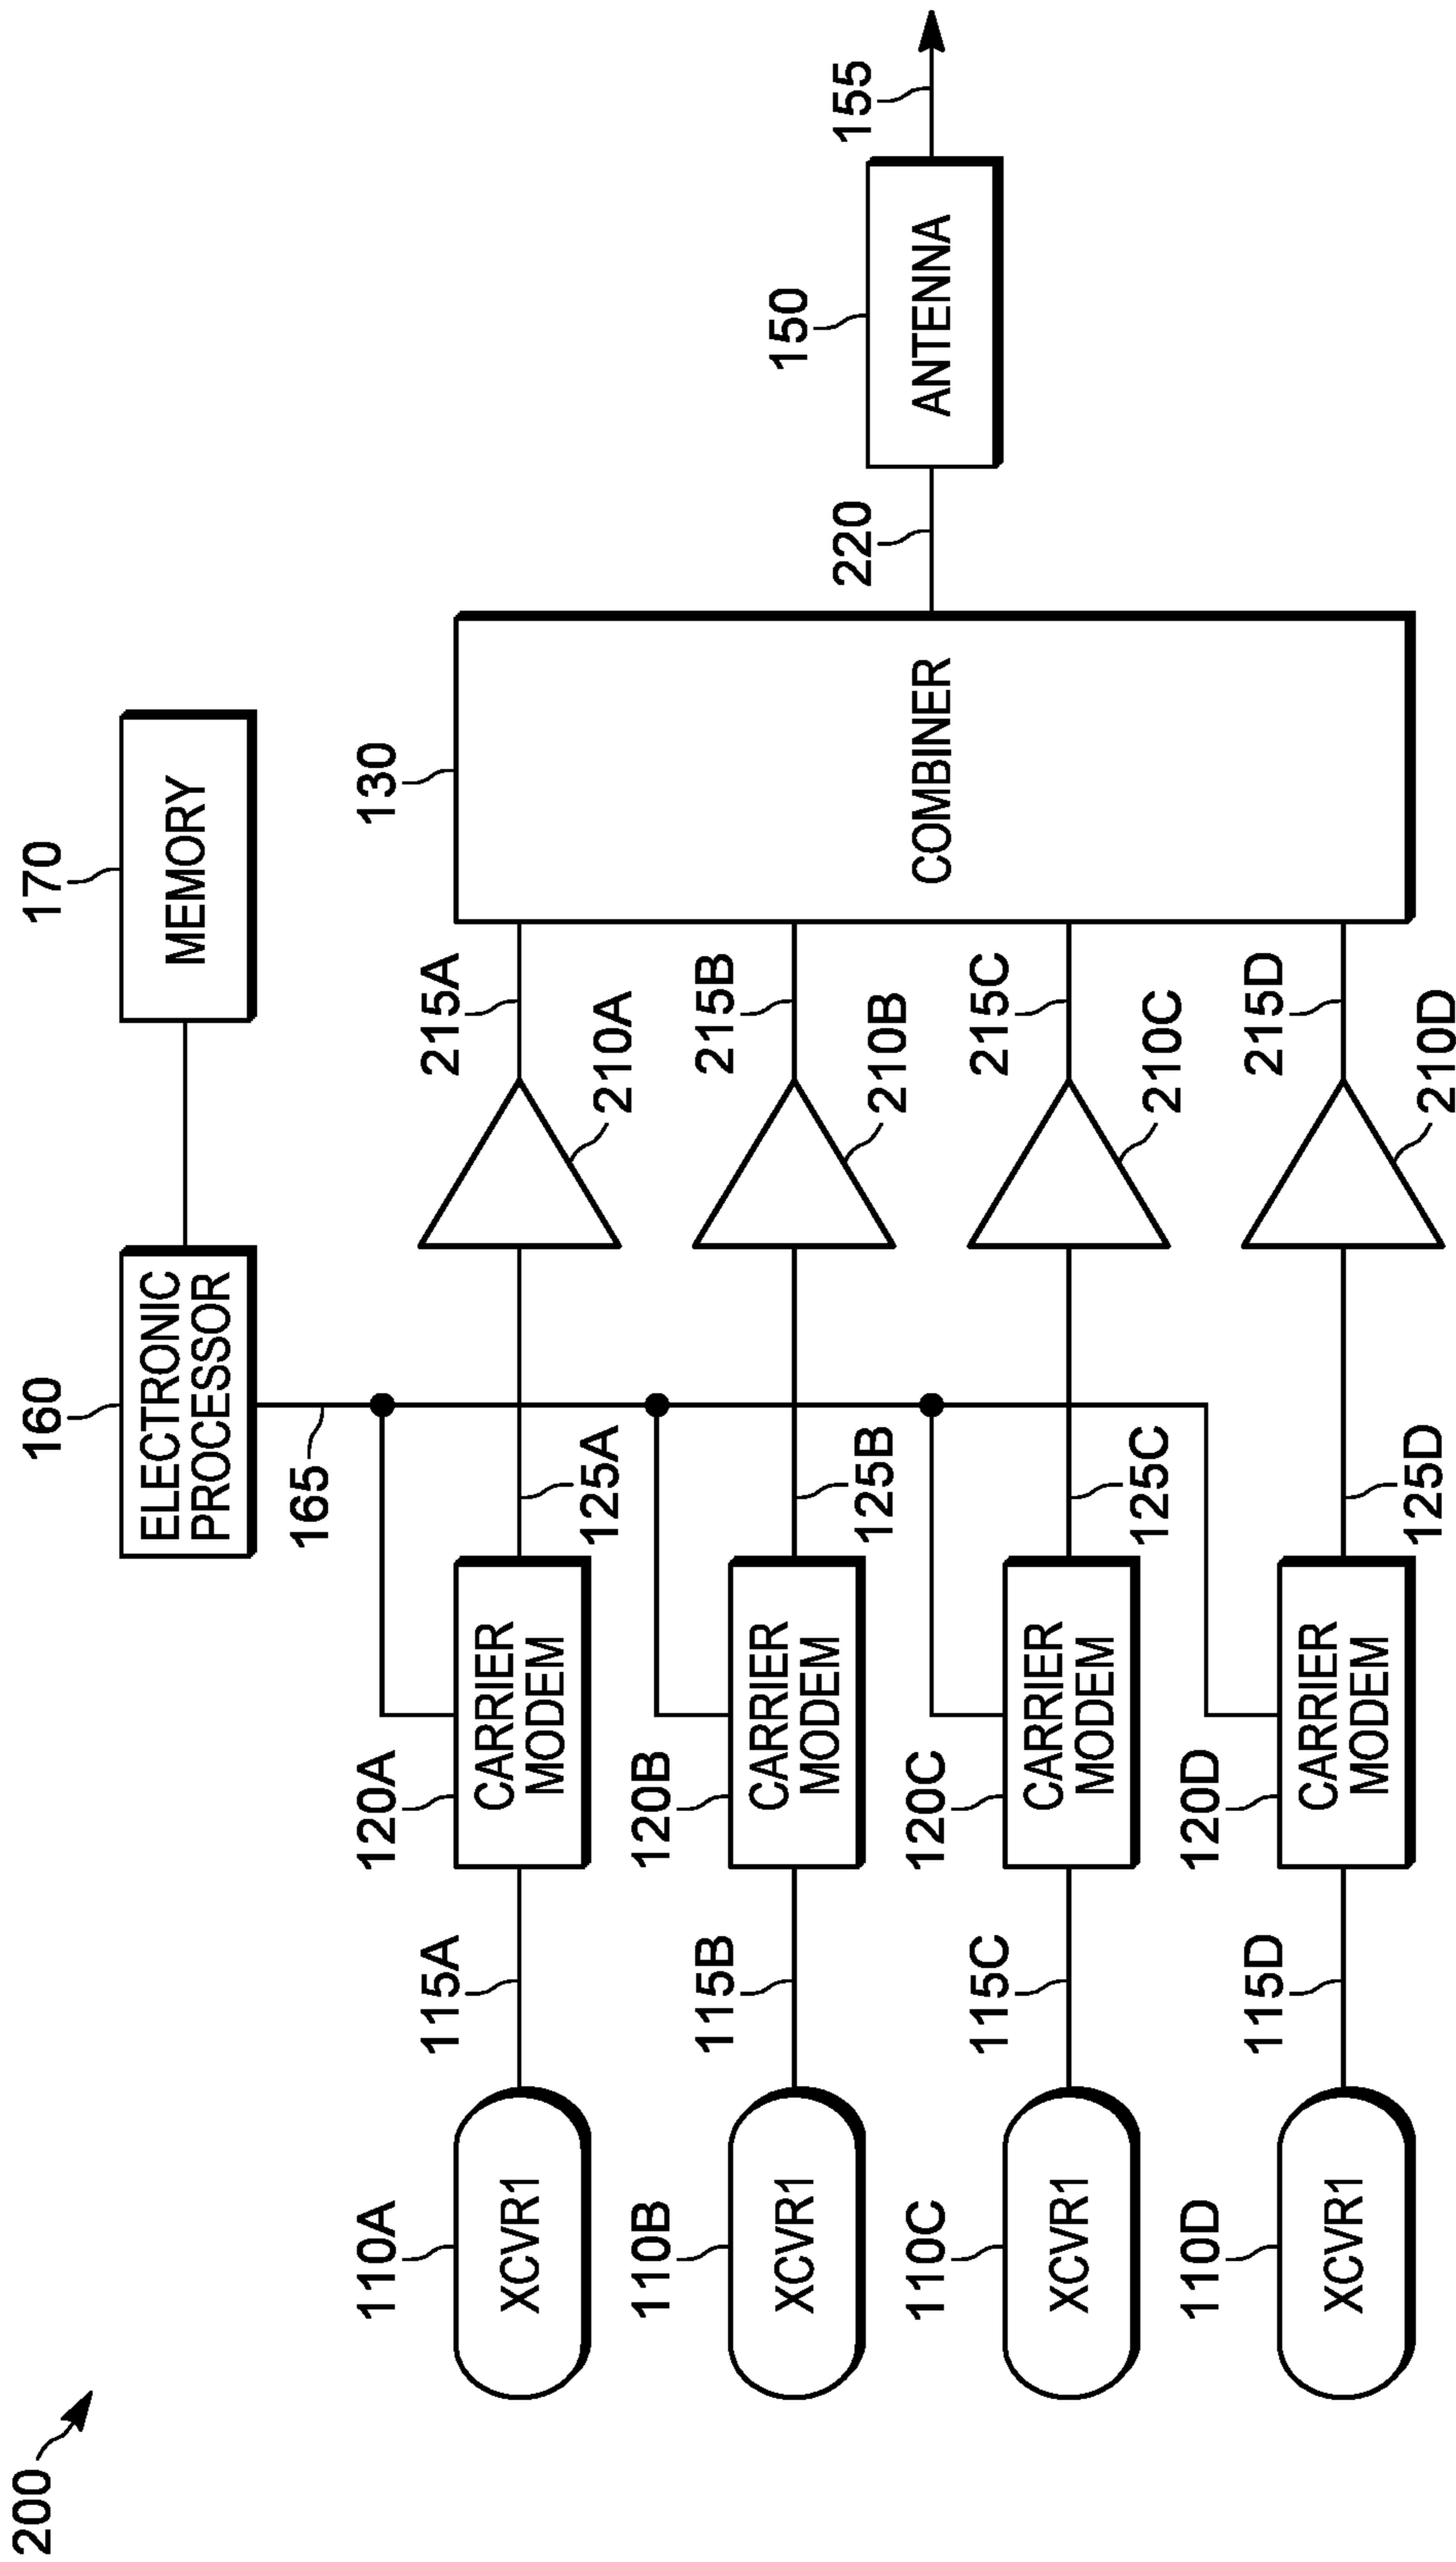 200
160
ELECTRONIC
PROCESSOR
170
MEMORY
165
110A
XCVR1
115A
120A
CARRIER
MODEM
125A
210A
215A
110B
XCVR1
115B
120B
CARRIER
MODEM
125B
210B
215B
110C
XCVR1
115C
120C
CARRIER
MODEM
125C
210C
215C
110D
XCVR1
115D
120D
CARRIER
MODEM
125D
210D
215D
130
COMBINER
220
150
ANTENNA
155